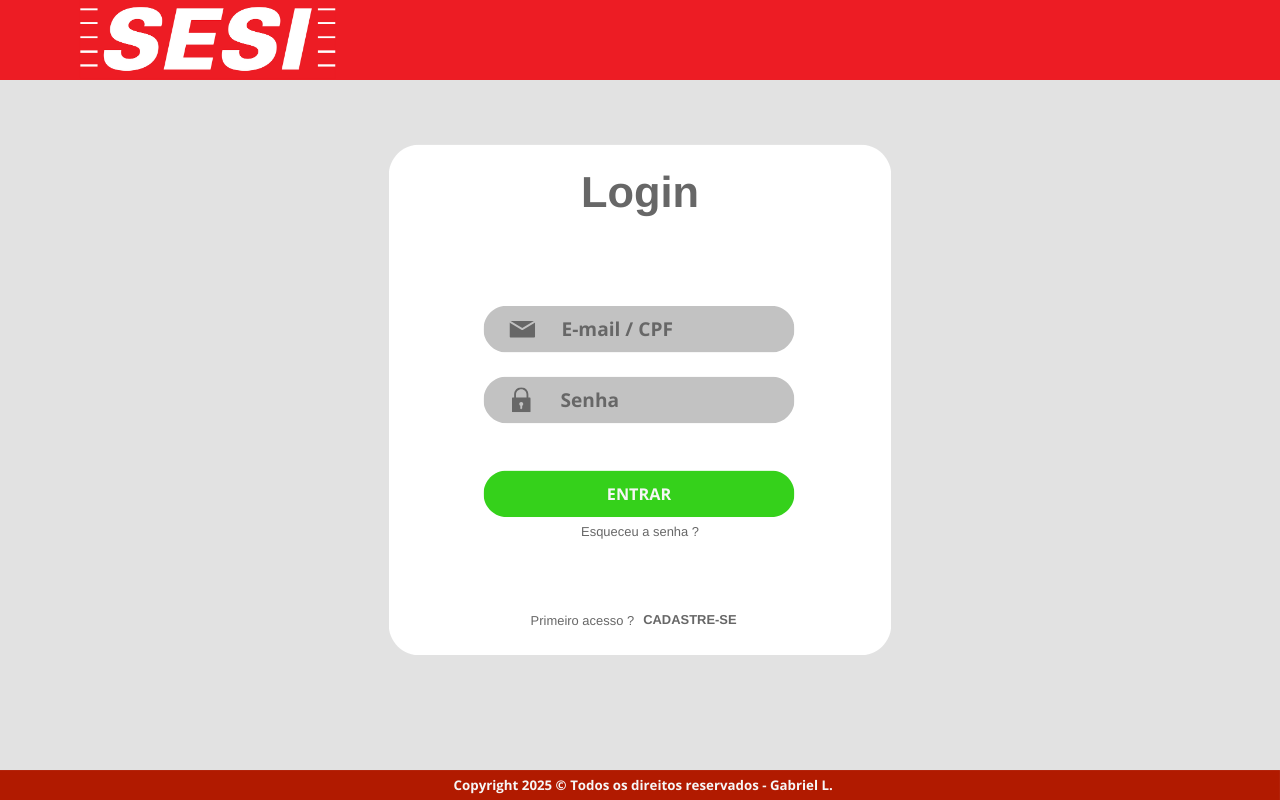 SESI
Login
E-mail / CPF
Senha
ENTRAR
Esqueceu a senha ?
Primeiro acesso ? CADASTRE-SE
Copyright 2025 © Todos os direitos reservados - Gabriel L.